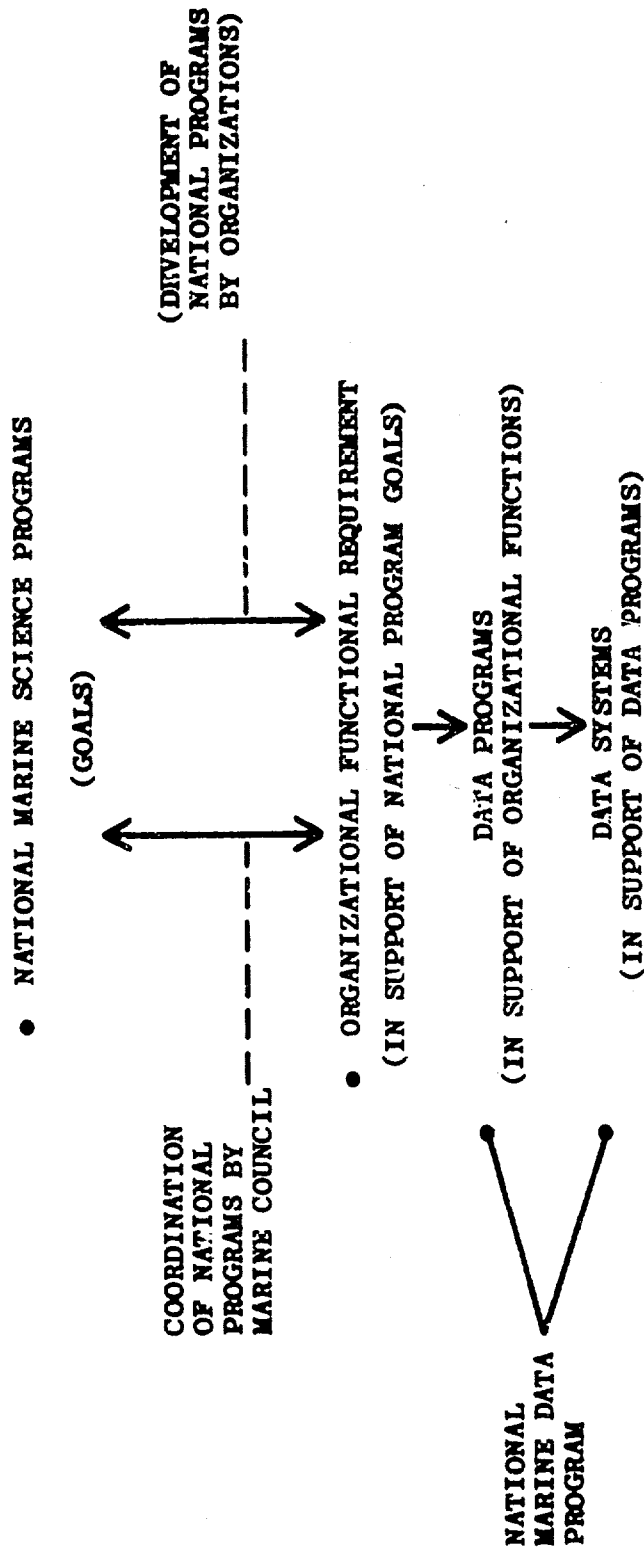 • NATIONAL MARINE SCIENCE PROGRAMS
(GOALS)
COORDINATION
OF NATIONAL
PROGRAMS BY
MARINE COUNCIL
(DEVELOPMENT OF
NATIONAL PROGRAMS
BY ORGANIZATIONS)
• ORGANIZATIONAL FUNCTIONAL REQUIREMENT
(IN SUPPORT OF NATIONAL PROGRAM GOALS)
DATA PROGRAMS
(IN SUPPORT OF ORGANIZATIONAL FUNCTIONS)
DATA SYSTEMS
(IN SUPPORT OF DATA PROGRAMS)
NATIONAL
MARINE DATA
PROGRAM